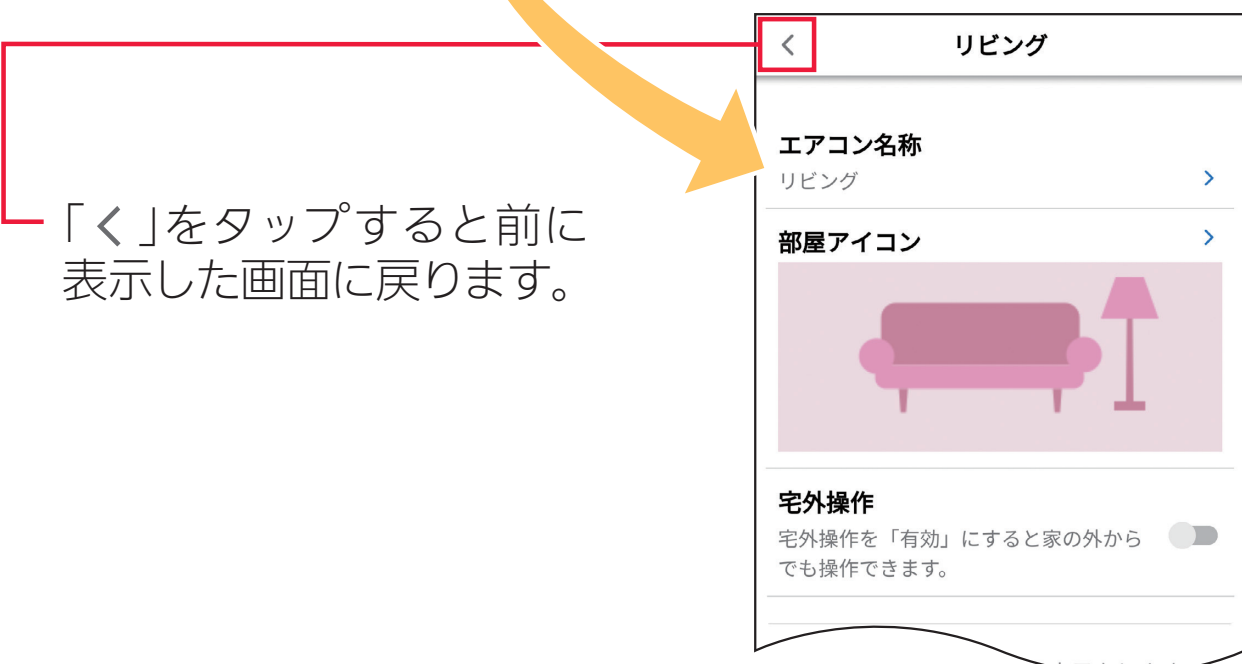 リビング
エアコン名称
リビング
部屋アイコン
宅外操作
宅外操作を「有効」にすると家の外から
でも操作できます。
「く」をタップすると前に
表示した画面に戻ります。